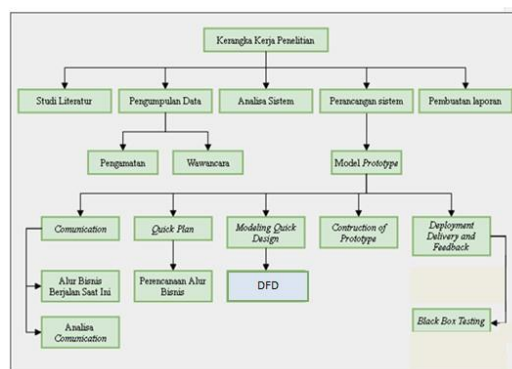 Kerangka Kerja Penelitian
Studi Literatur
Pengumpulan Data
Analisa Sistem
Perancangan sistem
Pembuatan laporan
Pengamatan
Wawancara
Model Prototype
Comunication
Quick Plan
Modeling Quick
Design
Contruction of
Prototype
Deployment
Delivery and
Feedback
Alur Bisnis
Berjalan Saat Ini
Perencanaan Alur
Bisnis
DFD
Analisa
Comunication
Black Box Testing